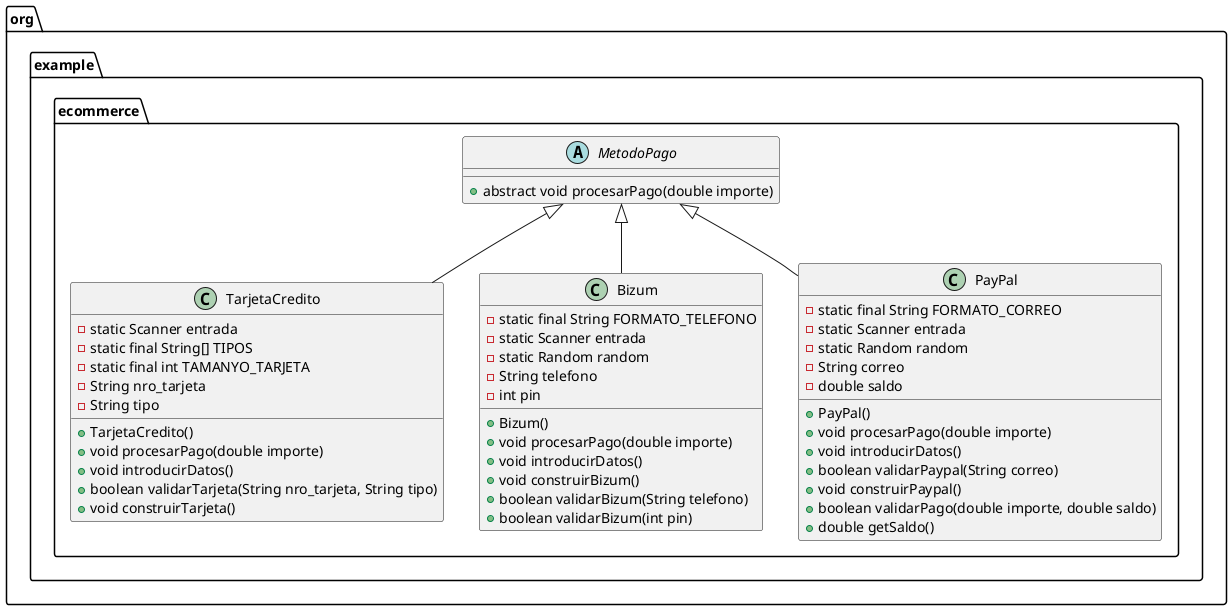 org
example
ecommerce
A MetodoPago
abstract void procesarPago(double importe)
C TarjetaCredito
static Scanner entrada
static final String[] TIPOS
static final int TAMANYO_TARJETA
String nro_tarjeta
String tipo
TarjetaCredito()
void procesarPago(double importe)
void introducirDatos()
boolean validarTarjeta(String nro_tarjeta, String tipo)
void construirTarjeta()
C Bizum
static final String FORMATO_TELEFONO
static Scanner entrada
static Random random
String telefono
int pin
Bizum()
void procesarPago(double importe)
void introducirDatos()
void construirBizum()
boolean validarBizum(String telefono)
boolean validarBizum(int pin)
C PayPal
static final String FORMATO_CORREO
static Scanner entrada
static Random random
String correo
double saldo
PayPal()
void procesarPago(double importe)
void introducirDatos()
boolean validarPaypal(String correo)
void construirPaypal()
boolean validarPago(double importe, double saldo)
double getSaldo()